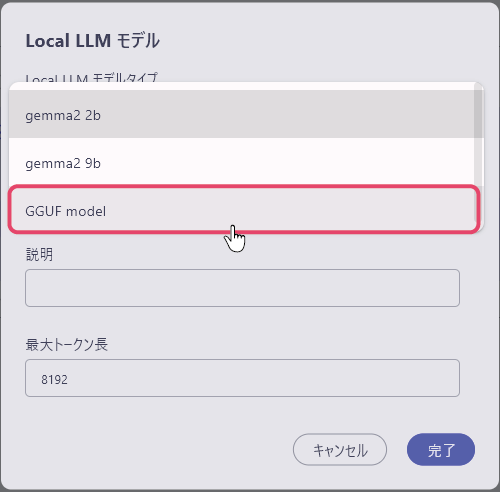 Local LLM モデル
Local LLM モデルタイプ
gemma2 2b
gemma2 9b
GGUF model
説明
最大トークン長
8192
キャンセル
完了